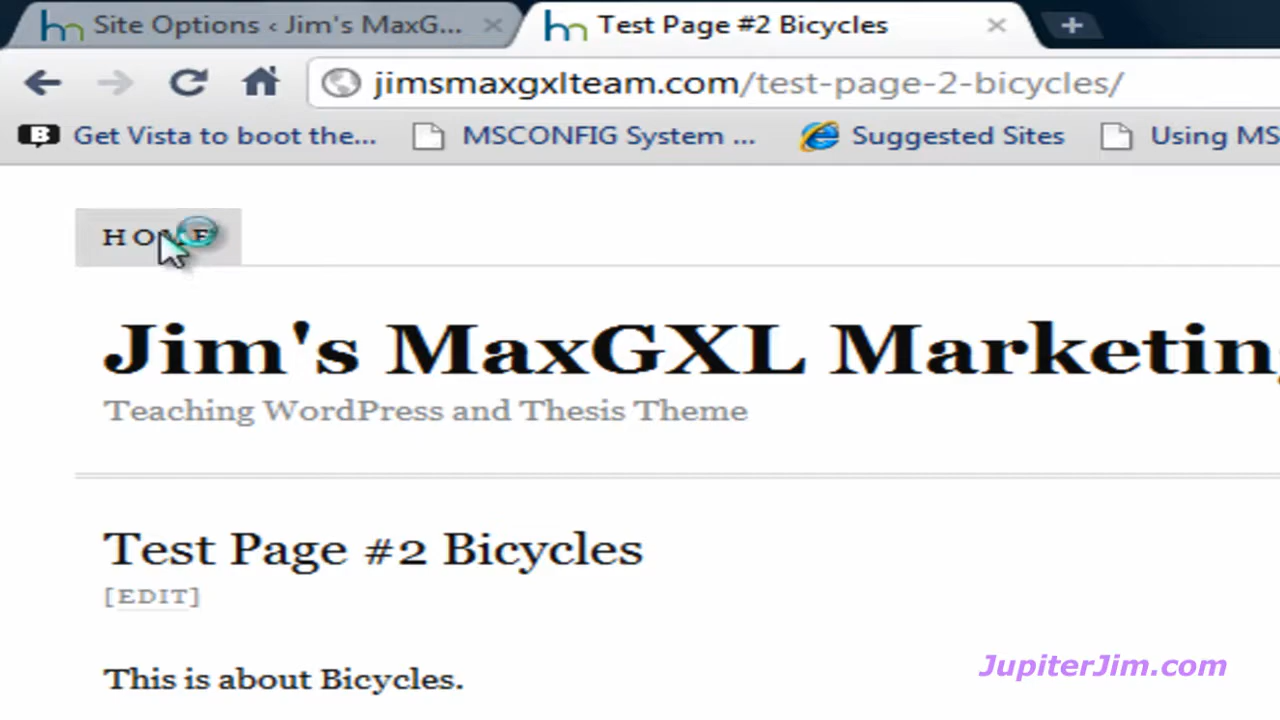 Site Options ‹ Jim's MaxG...
Test Page #2 Bicycles
jimsmaxgxlteam.com/test-page-2-bicycles/
Get Vista to boot the...
MSCONFIG System ...
Suggested Sites
Using MS
HOME
Jim's MaxGXL Marketing
Teaching WordPress and Thesis Theme
Test Page #2 Bicycles
[EDIT]
This is about Bicycles.
JupiterJim.com